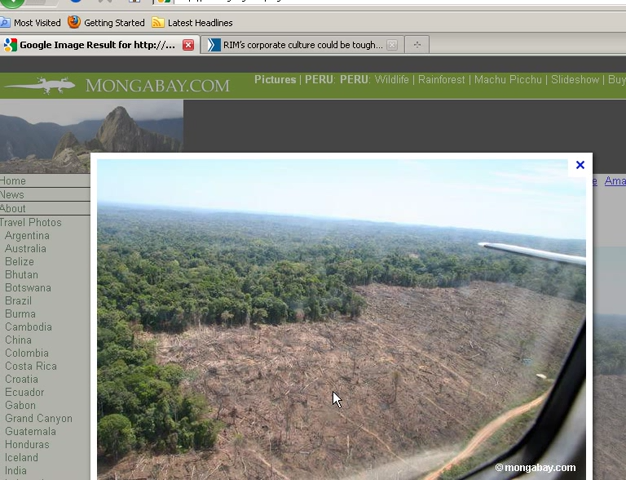 Most Visited Getting Started Latest Headlines
Google Image Result for http://... RIM's corporate culture could be tough...
MONGABAY.COM Pictures | PERU: PERU: Wildlife | Rainforest | Machu Picchu | Slideshow | Buy
Home
News
About
Travel Photos
Argentina
Australia
Belize
Bhutan
Botswana
Brazil
Burma
Cambodia
China
Colombia
Costa Rica
Croatia
Ecuador
Gabon
Grand Canyon
Guatemala
Honduras
Iceland
India
© mongabay.com